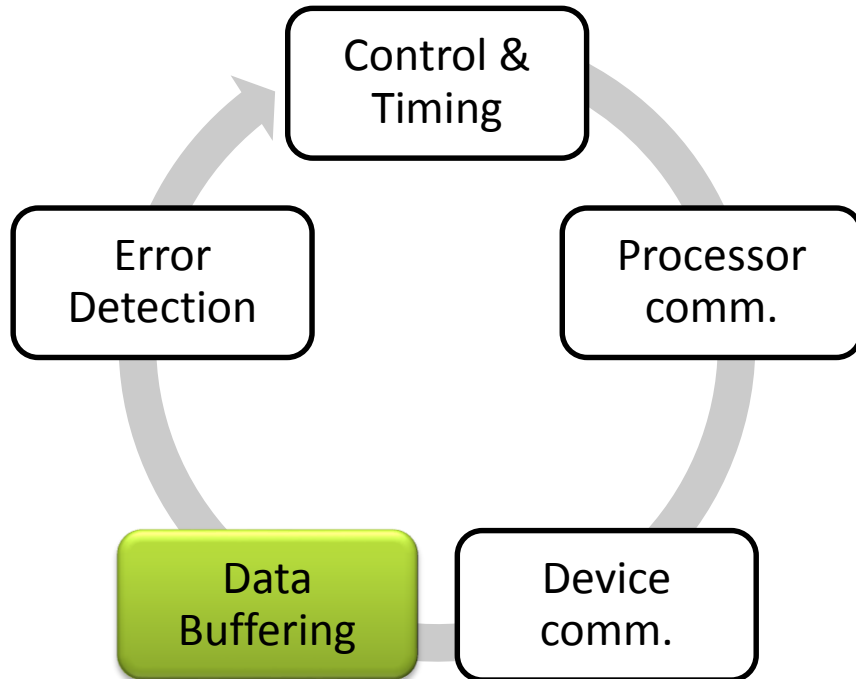 Control &
Timing
Processor
comm.
Device
comm.
Data
Buffering
Error
Detection